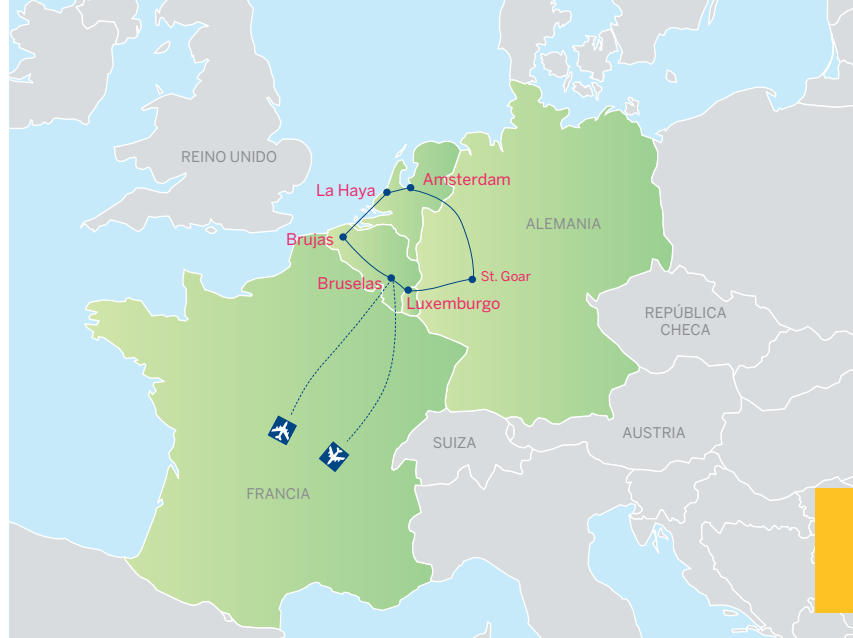 REINO UNIDO
La Haya
Amsterdam
ALEMANIA
Brujas
Bruselas
St. Goar
Luxemburgo
REPÚBLICA
CHECA
SUIZA
AUSTRIA
FRANCIA